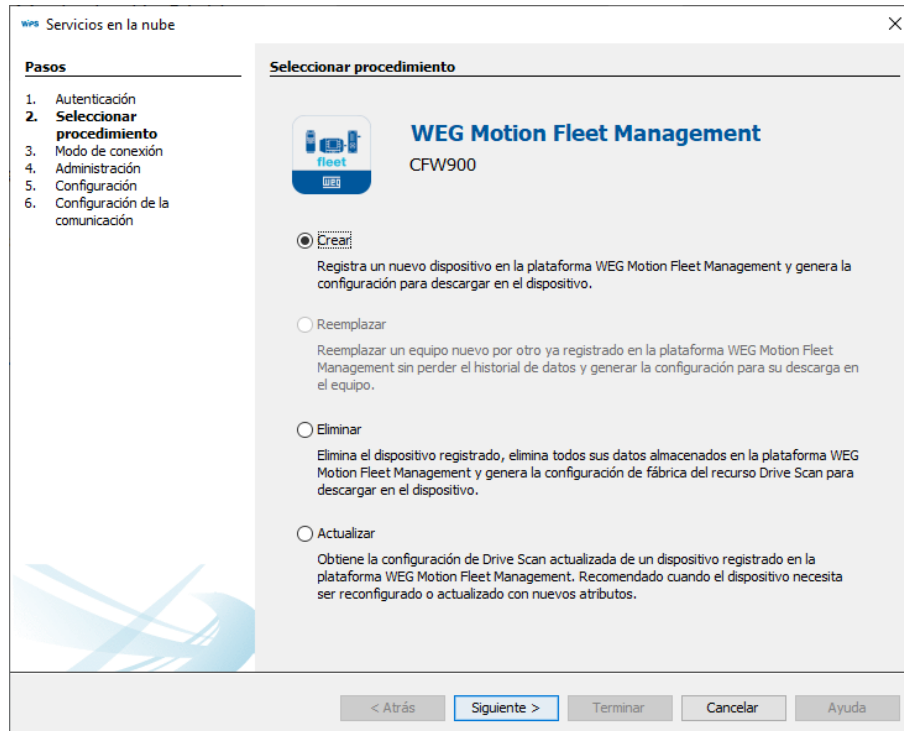 WPS Servicios en la nube
Pasos
1. Autenticación
2. Seleccionar
procedimiento
3. Modo de conexión
4. Administración
5. Configuración
6. Configuración de la
comunicación
Seleccionar procedimiento
fleet
WEG
WEG Motion Fleet Management
CFW900
Crear
Registra un nuevo dispositivo en la plataforma WEG Motion Fleet Management y genera la
configuración para descargar en el dispositivo.
Reemplazar
Reemplazar un equipo nuevo por otro ya registrado en la plataforma WEG Motion Fleet
Management sin perder el historial de datos y generar la configuración para su descarga en
el equipo.
Eliminar
Elimina el dispositivo registrado, elimina todos sus datos almacenados en la plataforma WEG
Motion Fleet Management y genera la configuración de fábrica del recurso Drive Scan para
descargar en el dispositivo.
Actualizar
Obtiene la configuración de Drive Scan actualizada de un dispositivo registrado en la
plataforma WEG Motion Fleet Management. Recomendado cuando el dispositivo necesita
ser reconfigurado o actualizado con nuevos atributos.
< Atrás Siguiente > Terminar Cancelar Ayuda